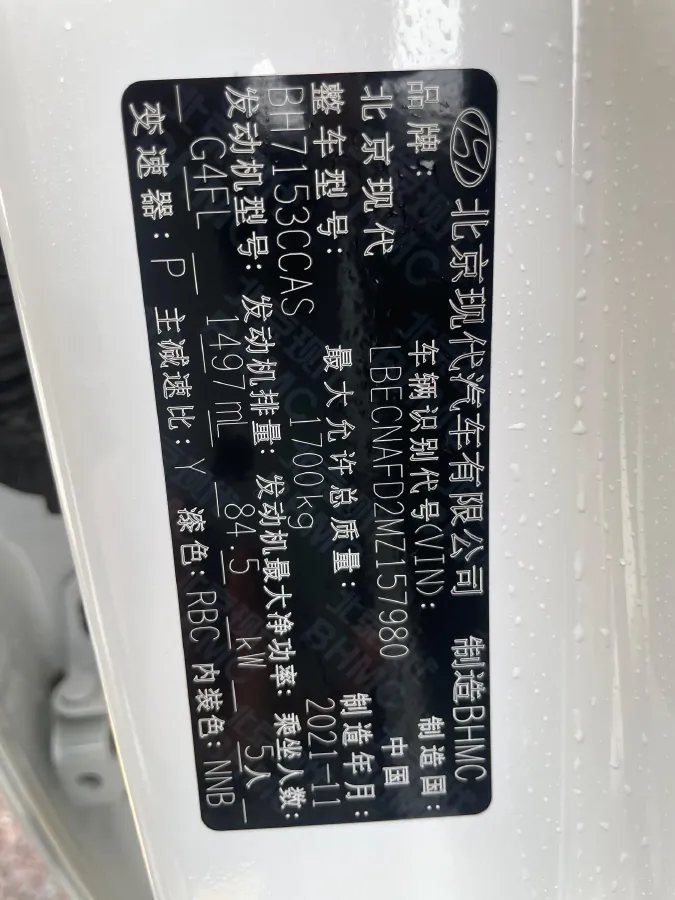 北京现代汽车有限公司 制造BHMC
品牌: 车辆识别代号(VIN): 制造国:
北京现代 LBECNAFD2MZ157980 中国
整车型号: 最大允许总质量: 制造年月:
BH7153CCAS 1700kg 2021-11
发动机型号: 发动机排量: 发动机最大净功率: 乘坐人数:
G4FL 1497mL 84.5 kW 5人
变速器: P 主减速比: Y 漆色: RBC 内装色: NNB